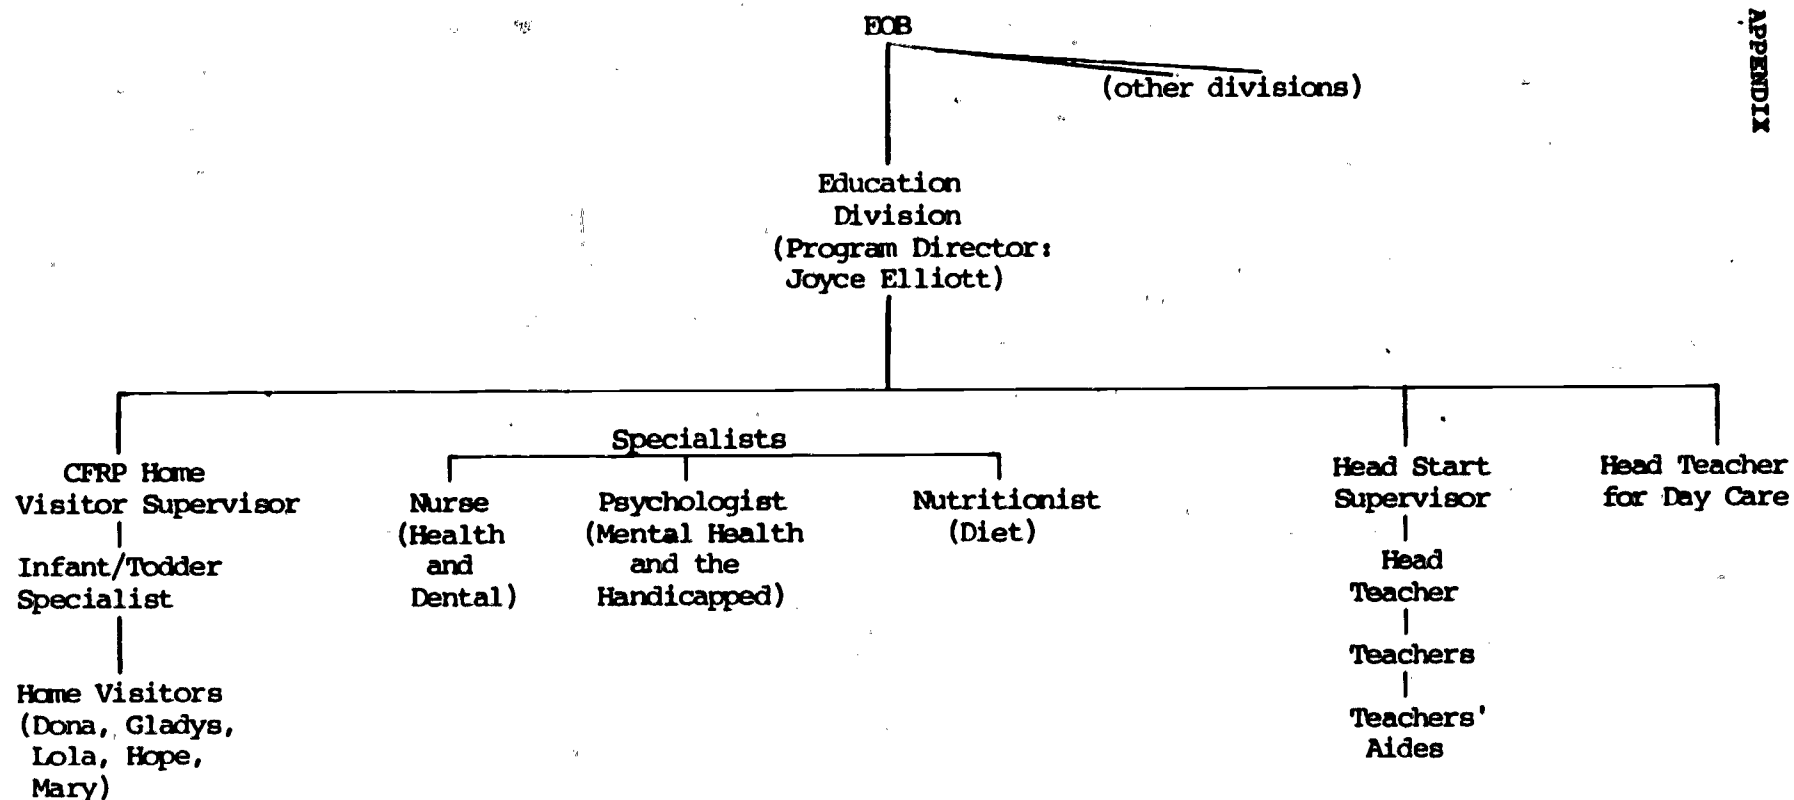 APPENDIX
EOB
(other divisions)
Education
Division
(Program Director:
Joyce Elliott)
CFRP Home
Visitor Supervisor
Infant/Todder
Specialist
Home Visitors
(Dona, Gladys,
Lola, Hope,
Mary)
Specialists
Nurse
(Health
and
Dental)
Psychologist
(Mental Health
and the
Handicapped)
Nutritionist
(Diet)
Head Start
Supervisor
Head
Teacher
Teachers
Teachers'
Aides
Head Teacher
for Day Care